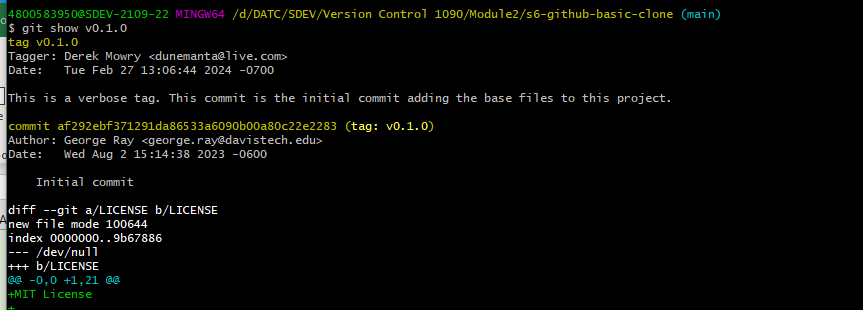 4800583950@SDEV-2109-22 MINGW64 /d/DATC/SDEV/Version Control 1090/Module2/s6-github-basic-clone (main)
$ git show v0.1.0
tag v0.1.0
Tagger: Derek Mowry <dunemanta@live.com>
Date:   Tue Feb 27 13:06:44 2024 -0700

This is a verbose tag. This commit is the initial commit adding the base files to this project.

commit af292ebf371291da86533a6090b00a80c22e2283 (tag: v0.1.0)
Author: George Ray <george.ray@davistech.edu>
Date:   Wed Aug 2 15:14:38 2023 -0600

    Initial commit

diff --git a/LICENSE b/LICENSE
new file mode 100644
index 0000000..9b67886
--- /dev/null
+++ b/LICENSE
@@ -0,0 +1,21 @@
+MIT License
+